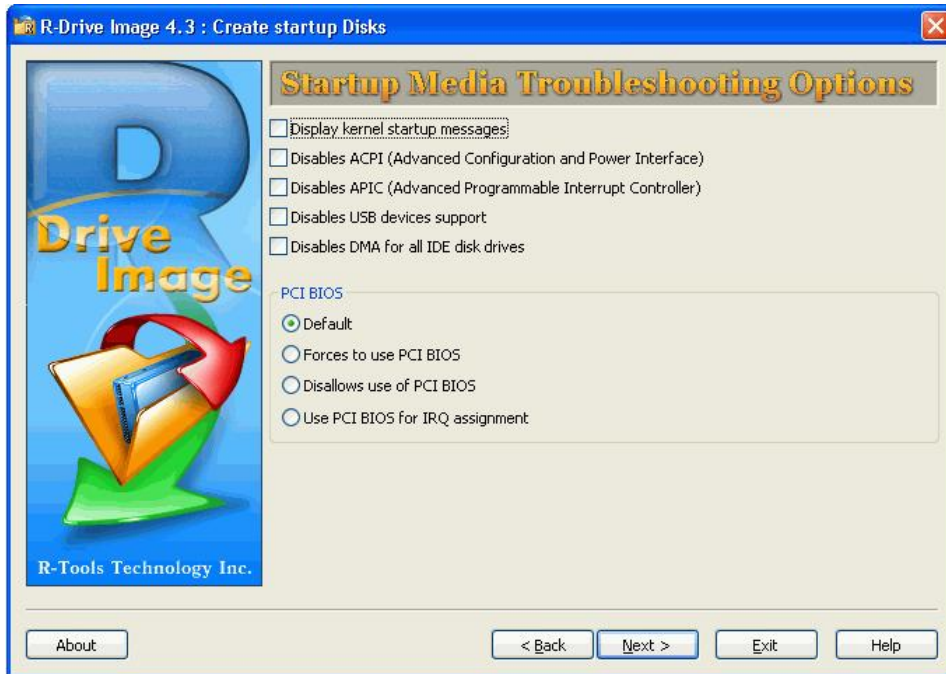 R-Drive Image 4.3 : Create startup Disks
Startup Media Troubleshooting Options
Display kernel startup messages
Disables ACPI (Advanced Configuration and Power Interface)
Disables APIC (Advanced Programmable Interrupt Controller)
Disables USB devices support
Disables DMA for all IDE disk drives
PCI BIOS
Default
Forces to use PCI BIOS
Disallows use of PCI BIOS
Use PCI BIOS for IRQ assignment
R
Drive
Image
R-Tools Technology Inc.
About
< Back
Next >
Exit
Help